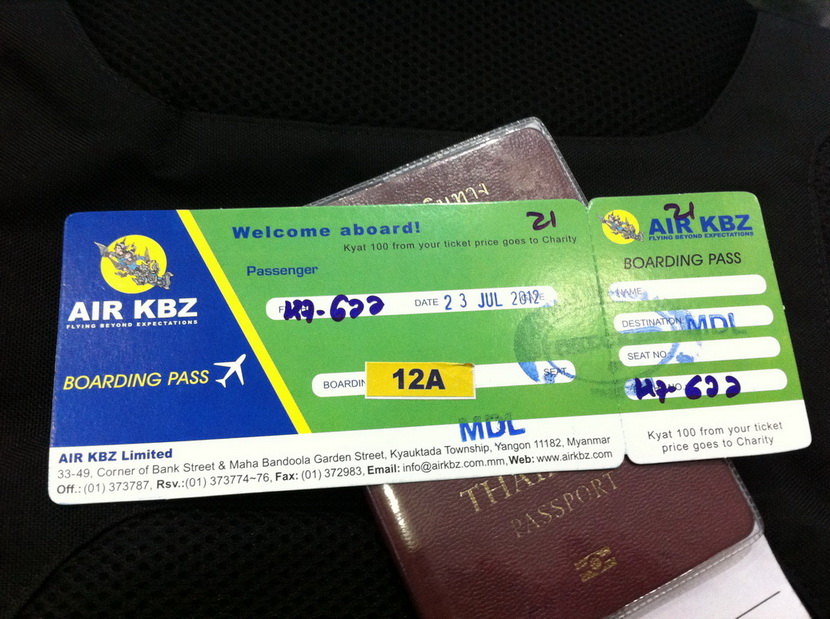 Welcome aboard!
21
Kyat 100 from your ticket price goes to Charity
Passenger
DATE 23 JUL 2012
AIR KBZ
FLYING BEYOND EXPECTATIONS
BOARDING PASS
12A
SEAT
MDL
AIR KBZ Limited
33-49, Corner of Bank Street & Maha Bandoola Garden Street, Kyauktada Township, Yangon 11182, Myanmar
Off.: (01) 373787, Rsv.: (01) 373774~76, Fax: (01) 372983, Email: info@airkbz.com.mm, Web: www.airkbz.com
21
AIR KBZ
FLYING BEYOND EXPECTATIONS
BOARDING PASS
NAME
DESTINATION MDL
SEAT NO.
Kyat 100 from your ticket
price goes to Charity
PASSPORT